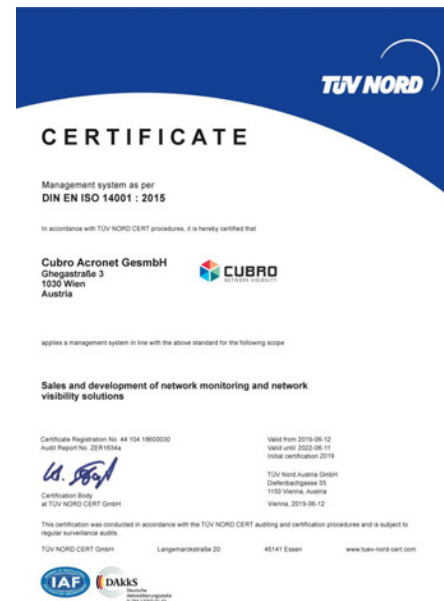 TÜV NORD
CERTIFICATE
Management system as per
DIN EN ISO 14001 : 2015
In accordance with TÜV NORD CERT procedures, it is hereby certified that
Cubro Acronet GesmbH
Ghegastraße 3
1030 Wien
Austria
CUBRO
NETWORK VISIBILITY
applies a management system in line with the above standard for the following scope
Sales and development of network monitoring and network
visibility solutions
Certificate Registration No. 44 104 18600030
Audit Report No. ZER1634a
Valid from 2019-06-12
Valid until 2022-06-11
Initial certification 2019
Certification Body
at TÜV NORD CERT GmbH
TÜV Nord Austria GmbH
Diefenbachgasse 35
1150 Vienna, Austria
Vienna, 2019-06-12
This certification was conducted in accordance with the TÜV NORD CERT auditing and certification procedures and is subject to
regular surveillance audits.
TÜV NORD CERT GmbH Langemarckstraße 20 45141 Essen www.tuev-nord-cert.com
IAF
DAkkS
Deutsche
Akkreditierungsstelle